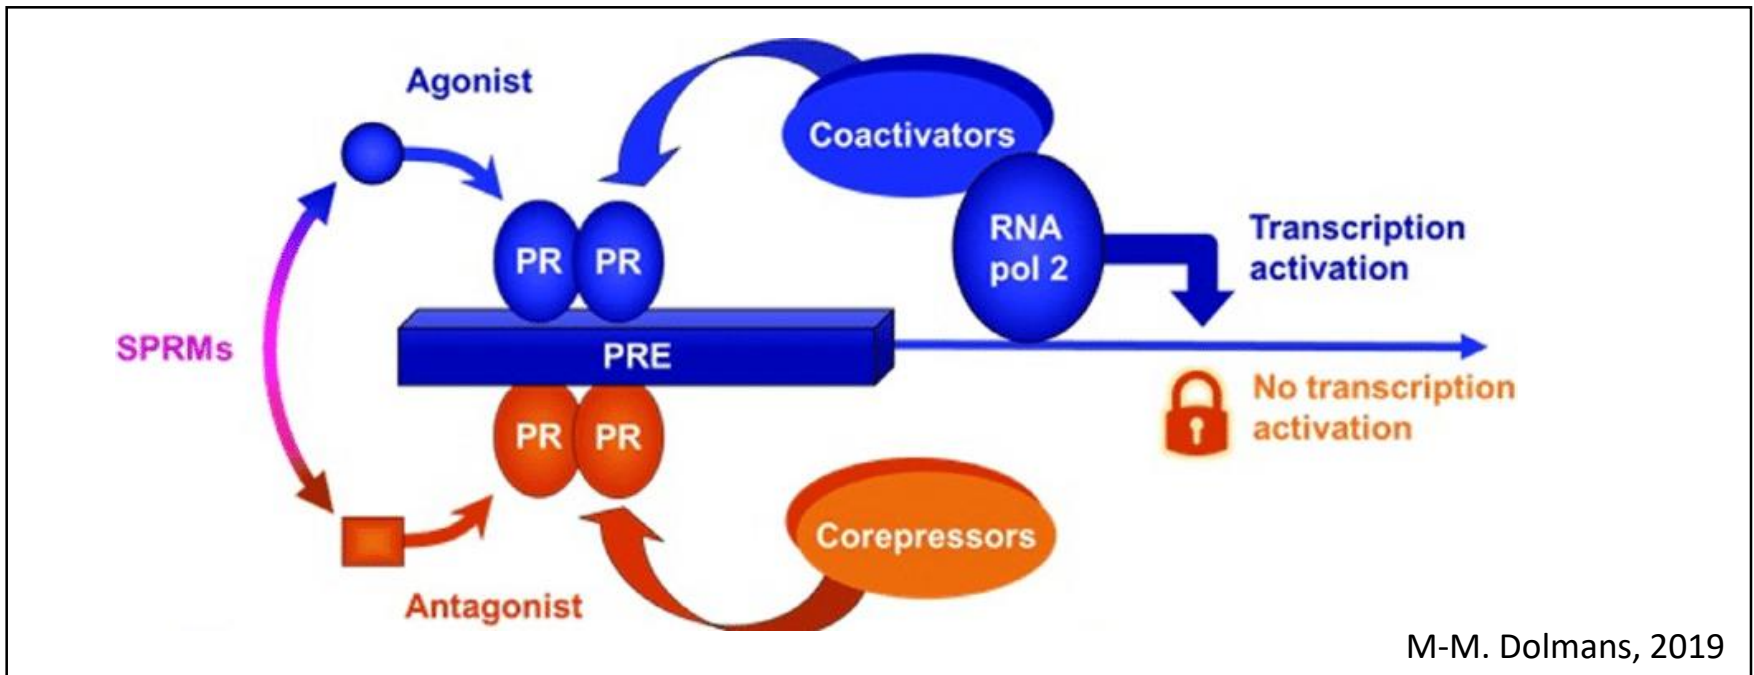 Agonist
Coactivators
RNA
pol 2
Transcription
activation
PR PR
SPRMs
PRE
No transcription
activation
PR PR
Corepressors
Antagonist
M-M. Dolmans, 2019